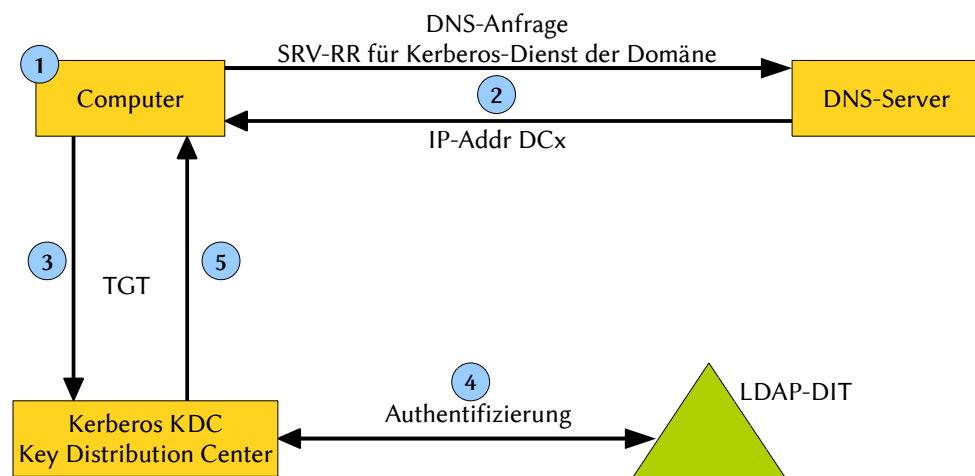 DNS-Anfrage
SRV-RR für Kerberos-Dienst der Domäne
1
Computer
2
DNS-Server
IP-Addr DCx
3
5
TGT
4
Authentifizierung
LDAP-DIT
Kerberos KDC
Key Distribution Center